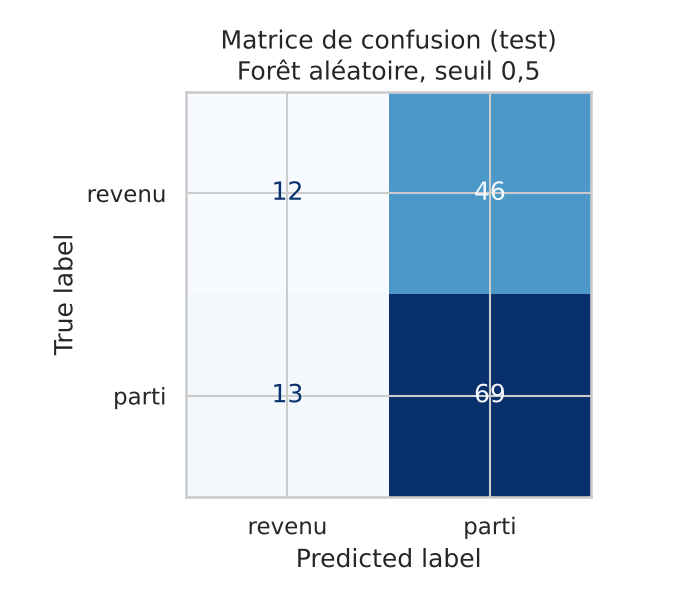 Matrice de confusion (test)
Forêt aléatoire, seuil 0,5
True label
revenu
12
46
parti
13
69
revenu
parti
Predicted label